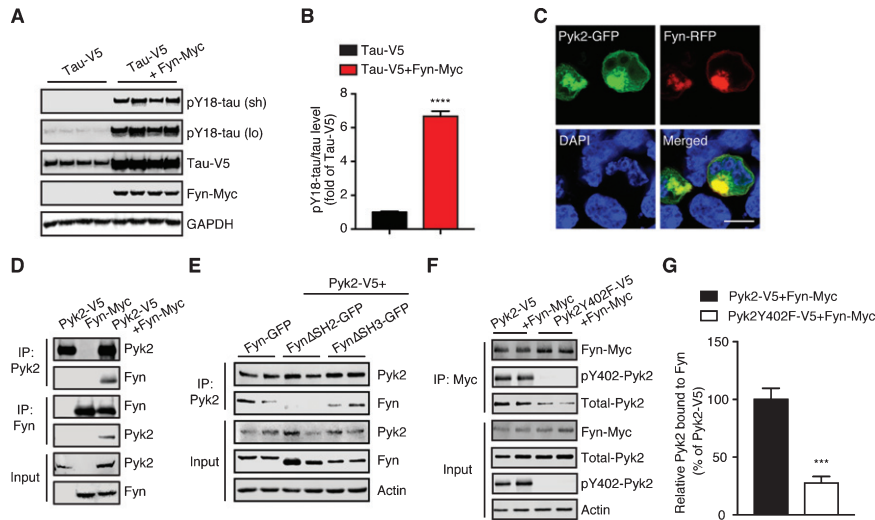 A
Tau-V5
Tau-V5
+ Fyn-Myc
pY18-tau (sh)
pY18-tau (lo)
Tau-V5
Fyn-Myc
GAPDH
B
Tau-V5
Tau-V5+Fyn-Myc
pY18-tau/tau level
(fold of Tau-V5)
8
6
4
2
0
****
C
Pyk2-GFP
Fyn-RFP
DAPI
Merged
D
Pyk2-V5
Fyn-Myc
Pyk2-V5
+Fyn-Myc
IP:
Pyk2
Pyk2
Fyn
IP:
Fyn
Fyn
Pyk2
Input
Pyk2
Fyn
E
Pyk2-V5+
Fyn-GFP
FynΔSH2-GFP
FynΔSH3-GFP
IP:
Pyk2
Pyk2
Fyn
Input
Pyk2
Fyn
Actin
F
Pyk2-V5
+Fyn-Myc
Pyk2Y402F-V5
+Fyn-Myc
IP: Myc
Fyn-Myc
pY402-Pyk2
Total-Pyk2
Input
Fyn-Myc
Total-Pyk2
pY402-Pyk2
Actin
G
Pyk2-V5+Fyn-Myc
Pyk2Y402F-V5+Fyn-Myc
Relative Pyk2 bound to Fyn
(% of Pyk2-V5)
150
100
50
0
***